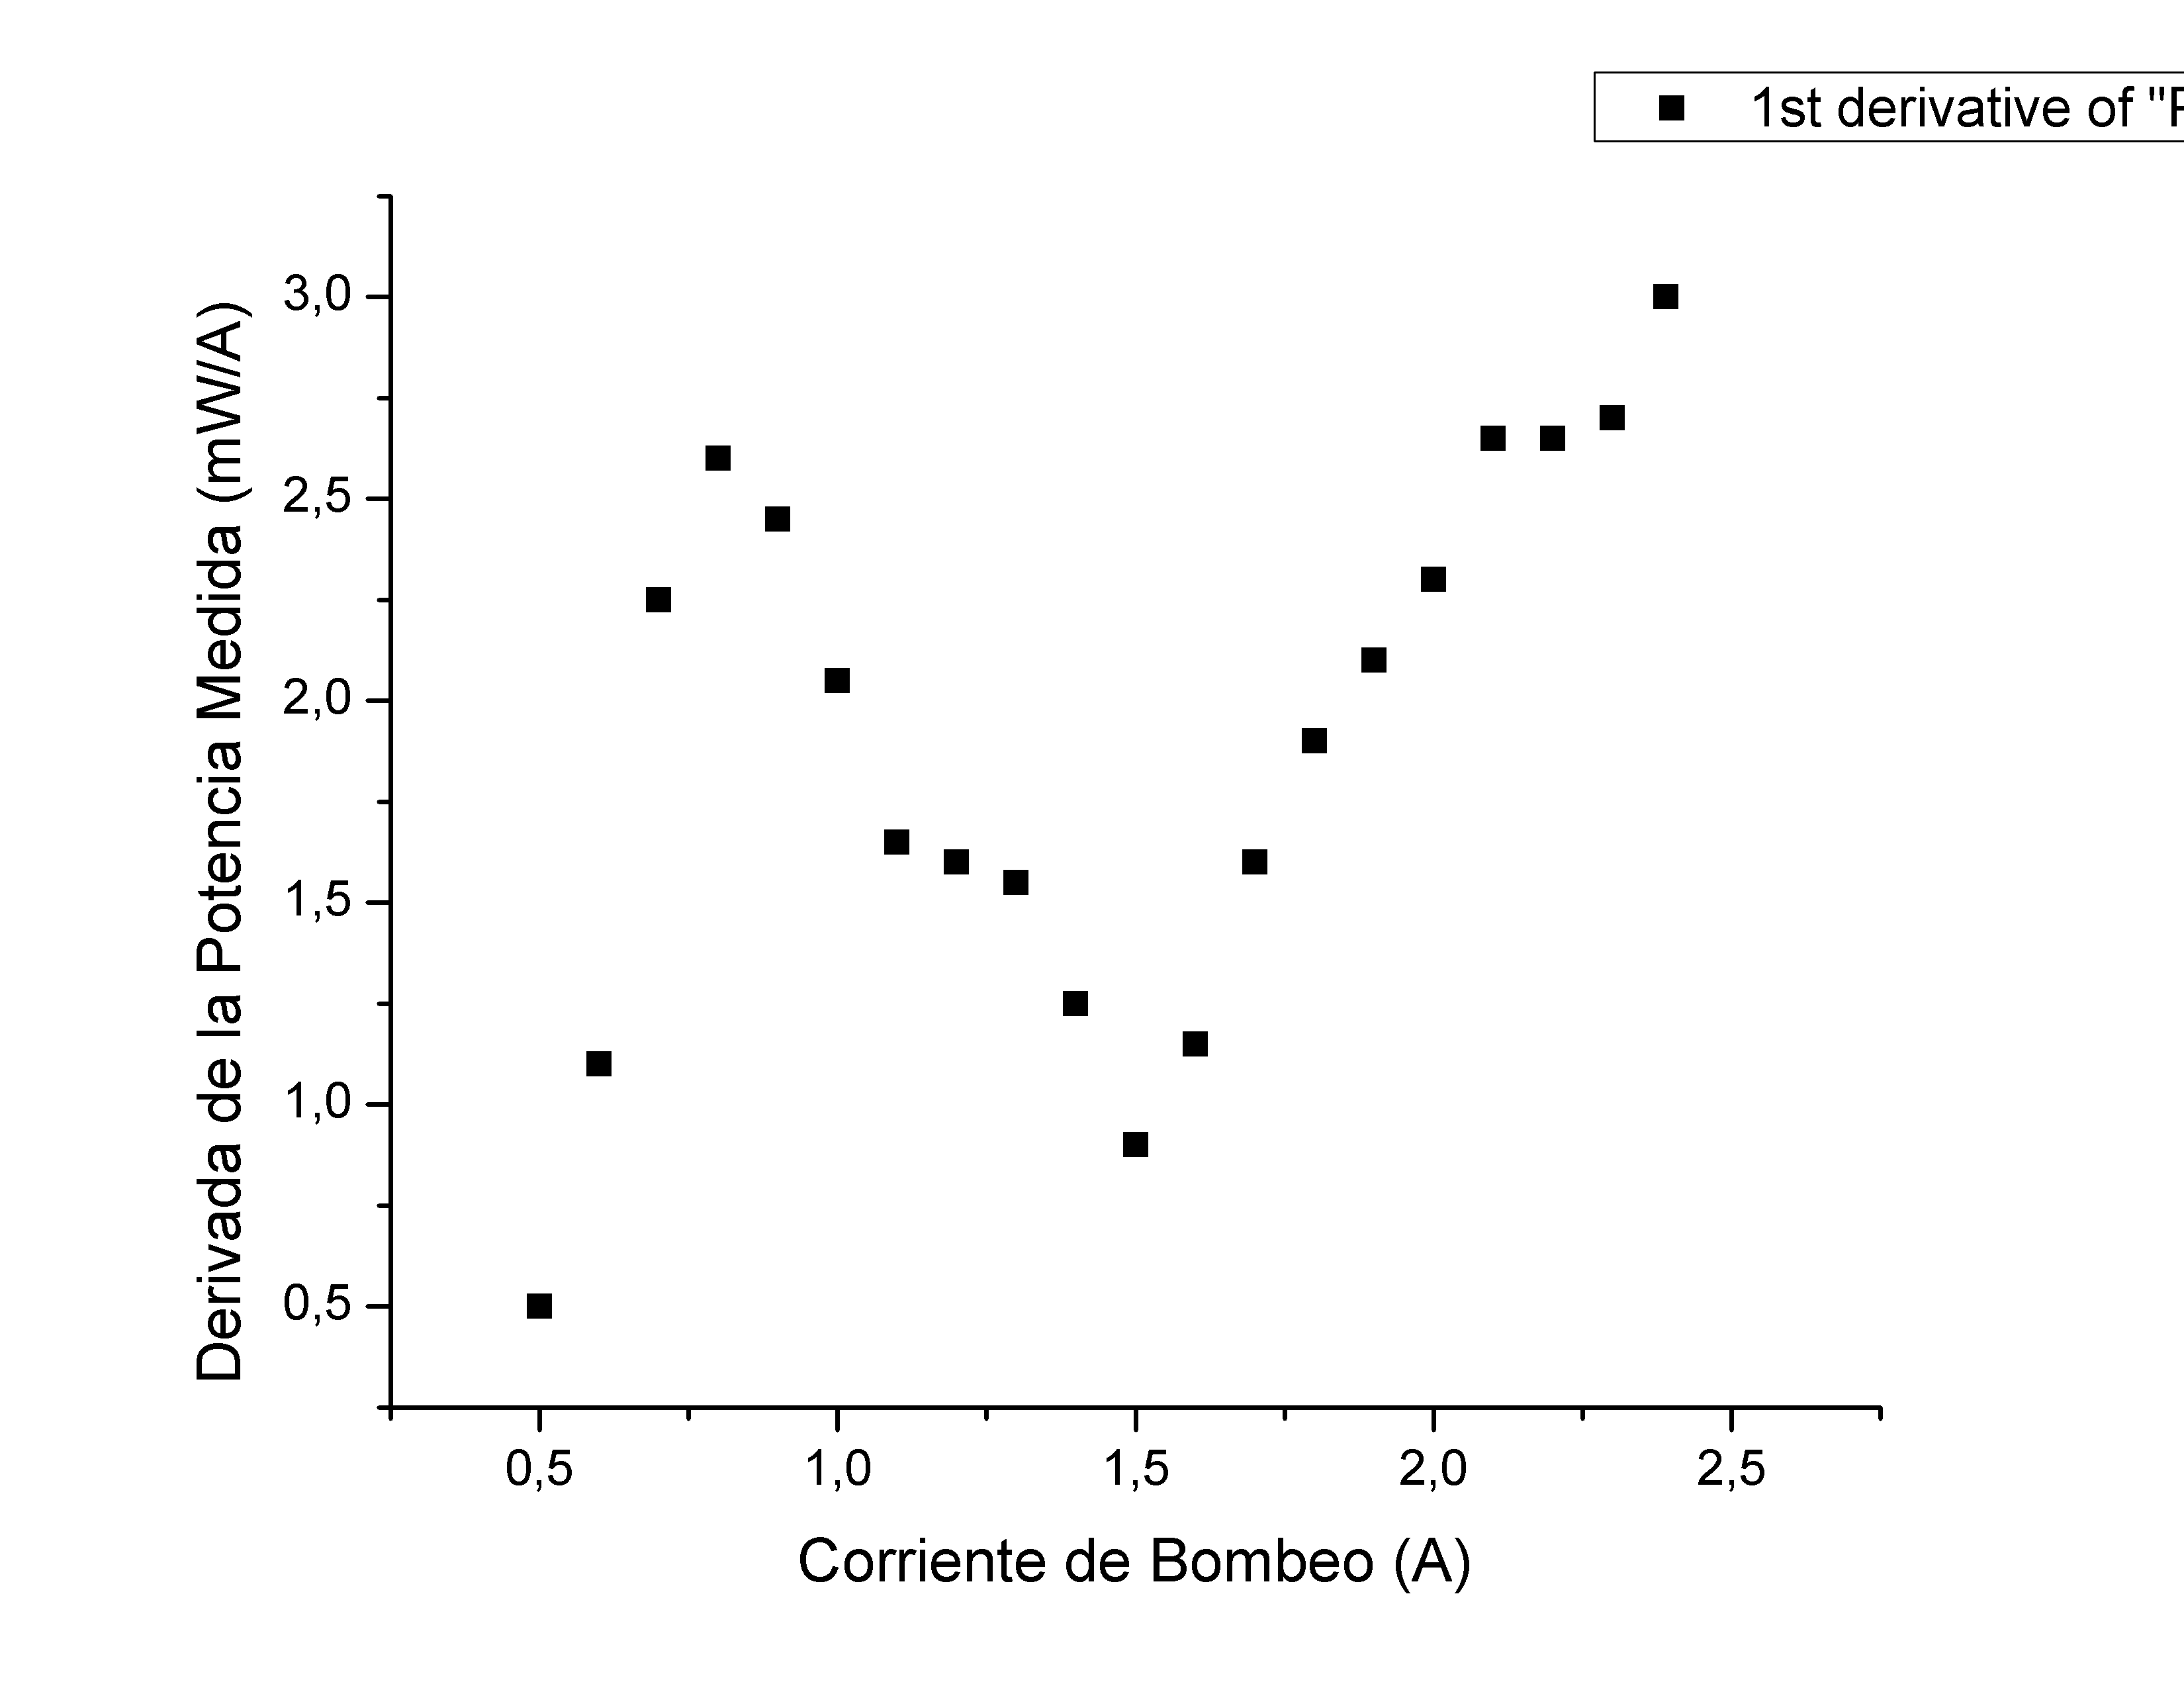 1st derivative of "P
Derivada de la Potencia Medida (mW/A)
3,0
2,5
2,0
1,5
1,0
0,5
0,5 1,0 1,5 2,0 2,5
Corriente de Bombeo (A)